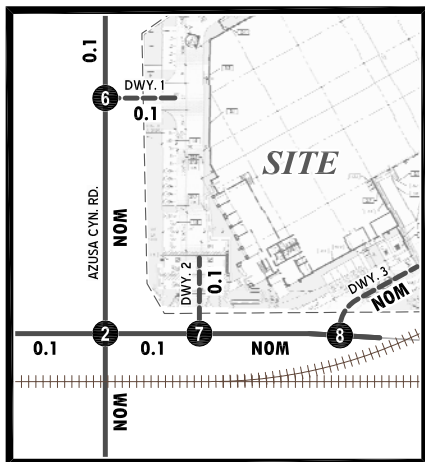 0.1
DWY. 1
6
0.1
SITE
AZUSA CYN. RD.
NOM
DWY. 2
0.1
DWY. 3
NOM
2
7
8
0.1
0.1
NOM
NOM